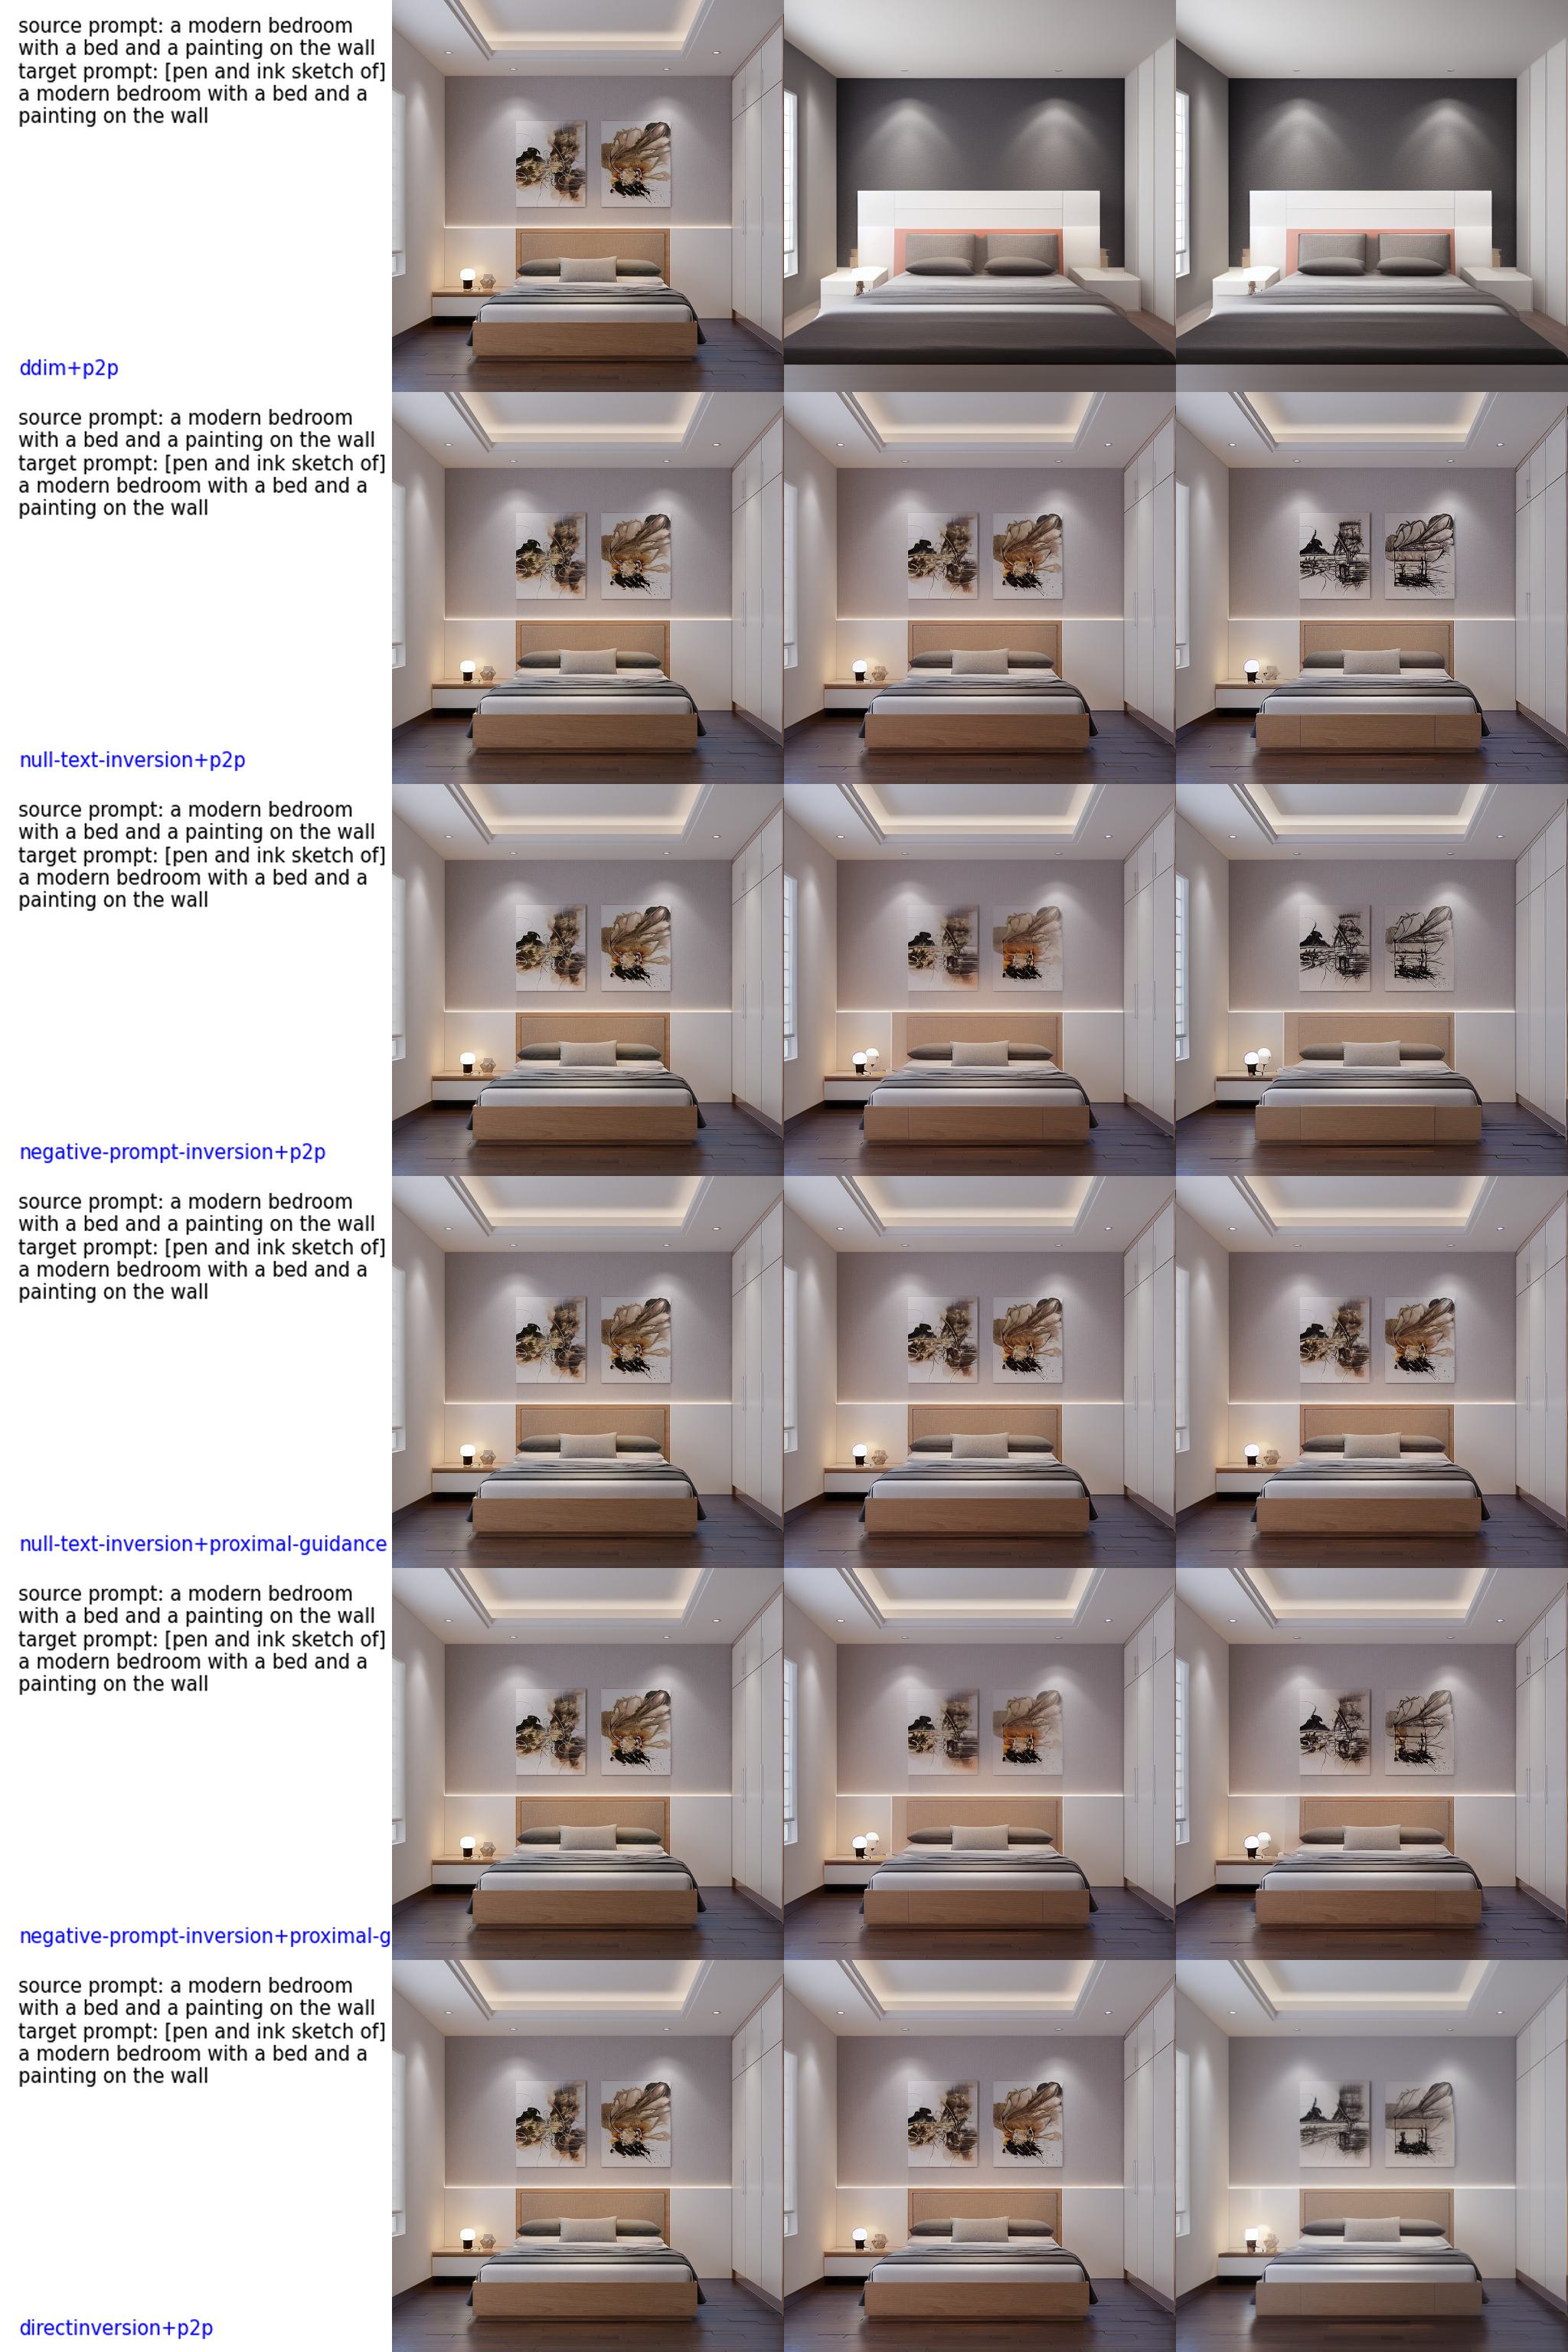 source prompt: a modern bedroom
with a bed and a painting on the wall
target prompt: [pen and ink sketch of]
a modern bedroom with a bed and a
painting on the wall
ddim+p2p
source prompt: a modern bedroom
with a bed and a painting on the wall
target prompt: [pen and ink sketch of]
a modern bedroom with a bed and a
painting on the wall
null-text-inversion+p2p
source prompt: a modern bedroom
with a bed and a painting on the wall
target prompt: [pen and ink sketch of]
a modern bedroom with a bed and a
painting on the wall
negative-prompt-inversion+p2p
source prompt: a modern bedroom
with a bed and a painting on the wall
target prompt: [pen and ink sketch of]
a modern bedroom with a bed and a
painting on the wall
null-text-inversion+proximal-guidance
source prompt: a modern bedroom
with a bed and a painting on the wall
target prompt: [pen and ink sketch of]
a modern bedroom with a bed and a
painting on the wall
negative-prompt-inversion+proximal-g
source prompt: a modern bedroom
with a bed and a painting on the wall
target prompt: [pen and ink sketch of]
a modern bedroom with a bed and a
painting on the wall
directinversion+p2p